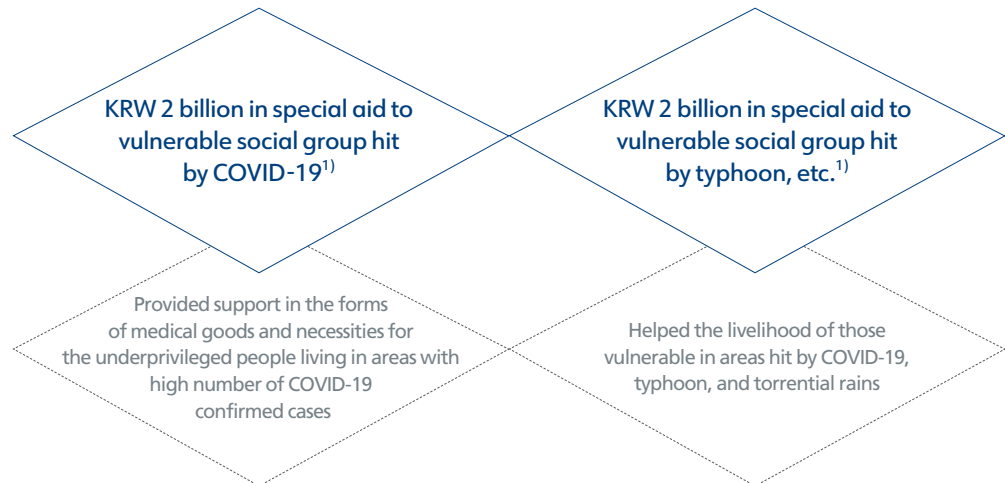 KRW 2 billion in special aid to
vulnerable social group hit
by COVID-19¹⁾
KRW 2 billion in special aid to
vulnerable social group hit
by typhoon, etc.¹⁾
Provided support in the forms
of medical goods and necessities for
the underprivileged people living in areas with
high number of COVID-19
confirmed cases
Helped the livelihood of those
vulnerable in areas hit by COVID-19,
typhoon, and torrential rains